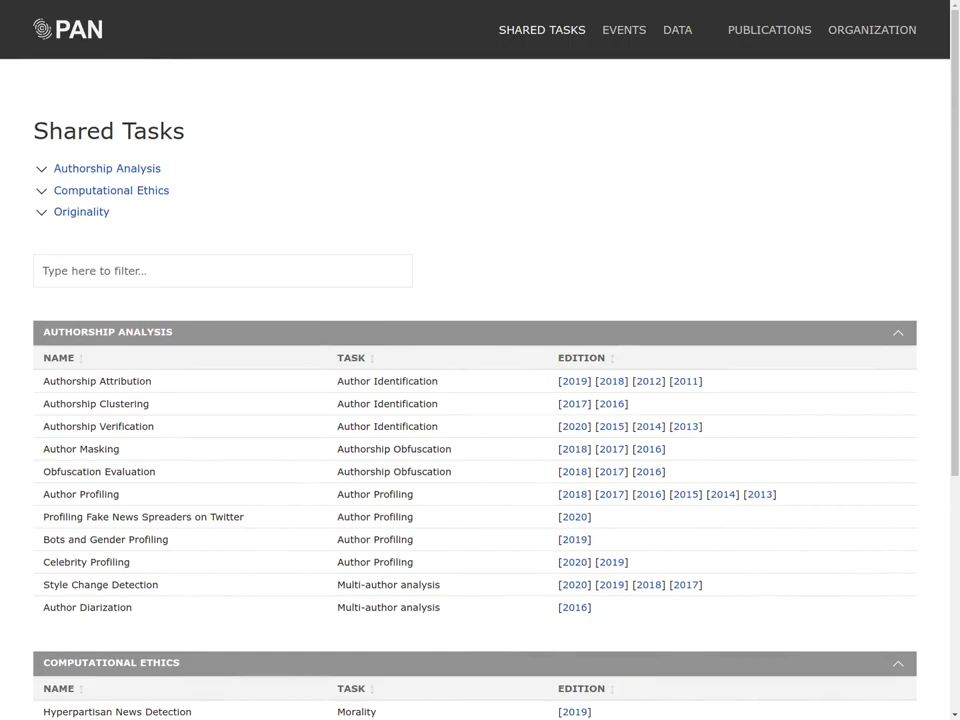 PAN
SHARED TASKS EVENTS DATA PUBLICATIONS ORGANIZATION
Shared Tasks
Authorship Analysis
Computational Ethics
Originality
Type here to filter...
AUTHORSHIP ANALYSIS
NAME TASK EDITION
Authorship Attribution Author Identification [2019] [2018] [2012] [2011]
Authorship Clustering Author Identification [2017] [2016]
Authorship Verification Author Identification [2020] [2015] [2014] [2013]
Author Masking Authorship Obfuscation [2018] [2017] [2016]
Obfuscation Evaluation Authorship Obfuscation [2018] [2017] [2016]
Author Profiling Author Profiling [2018] [2017] [2016] [2015] [2014] [2013]
Profiling Fake News Spreaders on Twitter Author Profiling [2020]
Bots and Gender Profiling Author Profiling [2019]
Celebrity Profiling Author Profiling [2020] [2019]
Style Change Detection Multi-author analysis [2020] [2019] [2018] [2017]
Author Diarization Multi-author analysis [2016]
COMPUTATIONAL ETHICS
NAME TASK EDITION
Hyperpartisan News Detection Morality [2019]